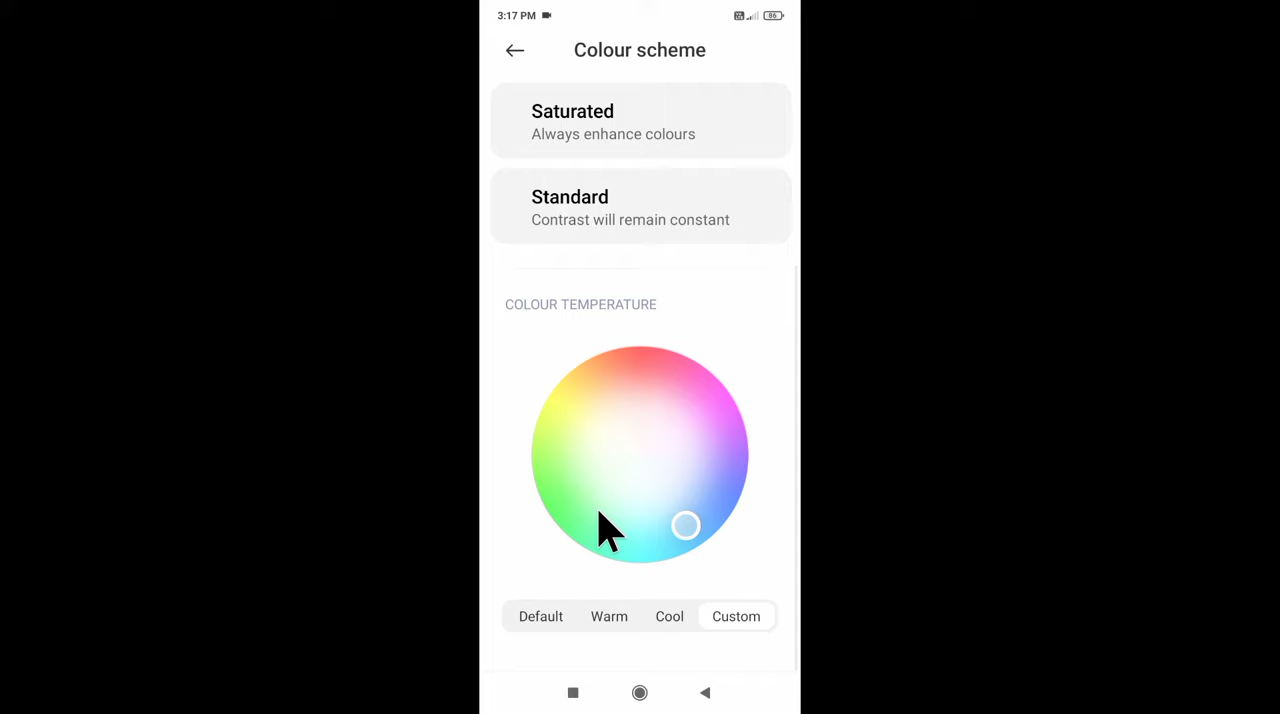 3:17 PM
86
Colour scheme
Saturated
Always enhance colours
Standard
Contrast will remain constant
COLOUR TEMPERATURE
Default Warm Cool Custom